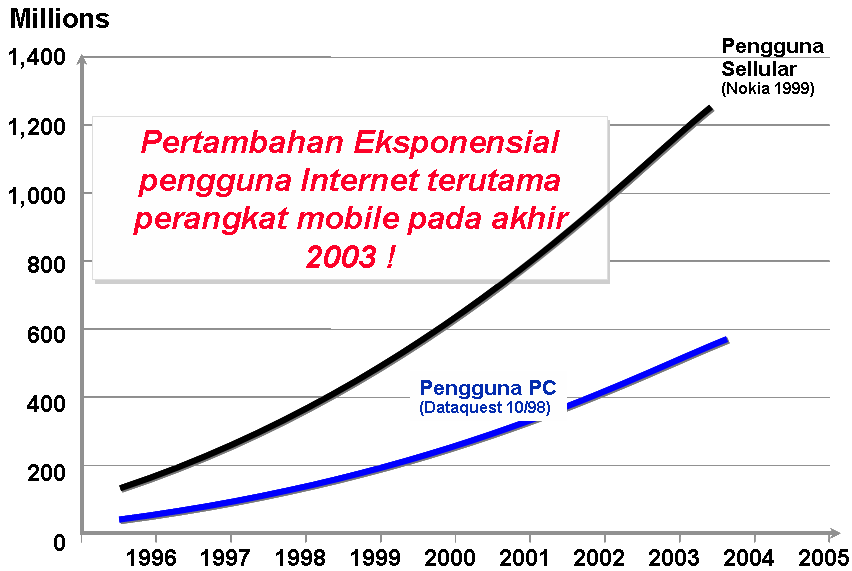 Millions
1,400
1,200
1,000
800
600
400
200
0
Pengguna
Sellular
(Nokia 1999)
Pertambahan Eksponensial
pengguna Internet terutama
perangkat mobile pada akhir
2003 !
Pengguna PC
(Dataquest 10/98)
1996 1997 1998 1999 2000 2001 2002 2003 2004 2005